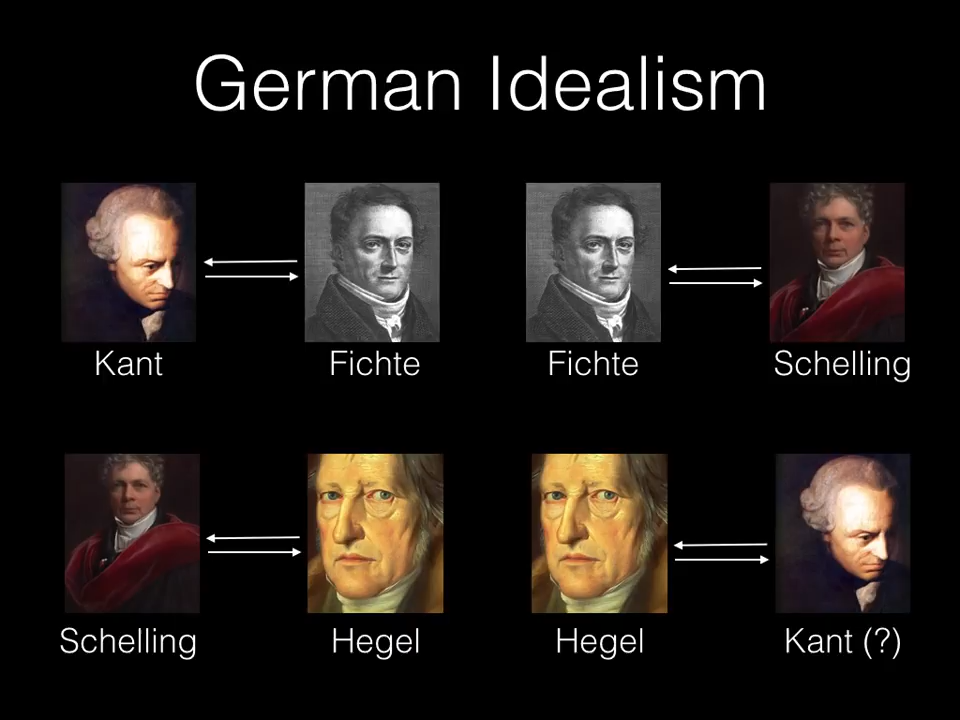 German Idealism
Kant
Fichte
Fichte
Schelling
Schelling
Hegel
Hegel
Kant (?)